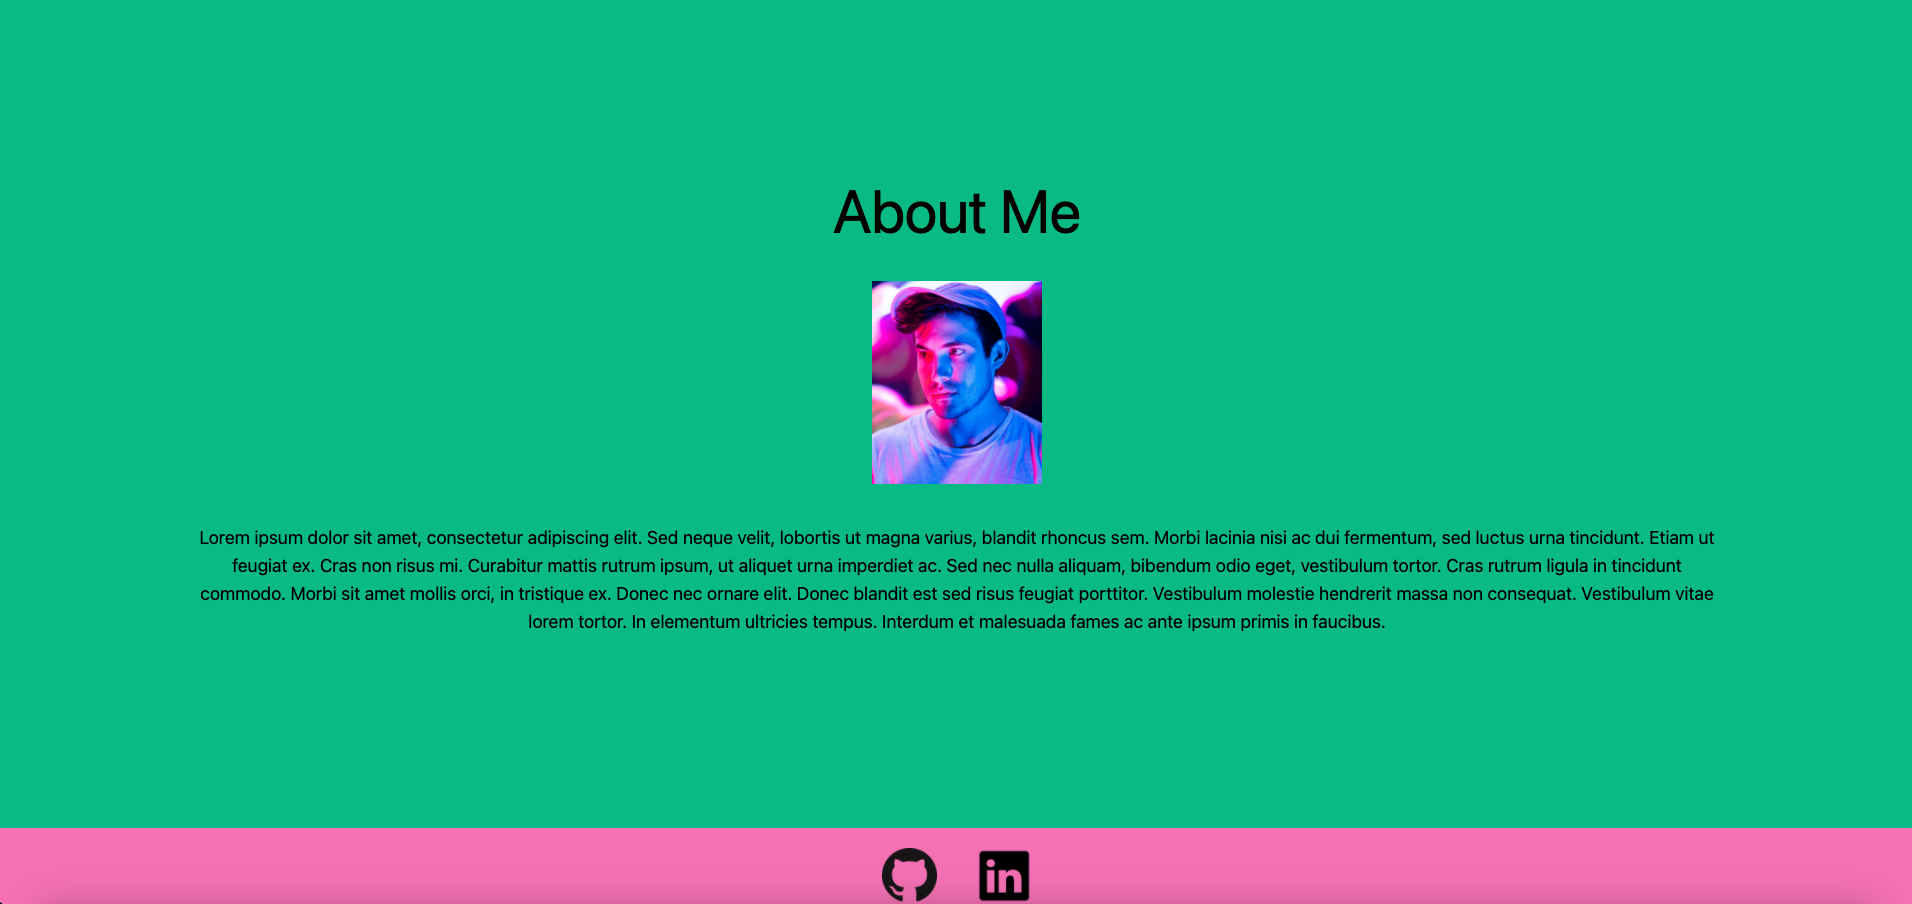 About Me
Lorem ipsum dolor sit amet, consectetur adipiscing elit. Sed neque velit, lobortis ut magna varius, blandit rhoncus sem. Morbi lacinia nisi ac dui fermentum, sed luctus urna tincidunt. Etiam ut
feugiat ex. Cras non risus mi. Curabitur mattis rutrum ipsum, ut aliquet urna imperdiet ac. Sed nec nulla aliquam, bibendum odio eget, vestibulum tortor. Cras rutrum ligula in tincidunt
commodo. Morbi sit amet mollis orci, in tristique ex. Donec nec ornare elit. Donec blandit est sed risus feugiat porttitor. Vestibulum molestie hendrerit massa non consequat. Vestibulum vitae
lorem tortor. In elementum ultricies tempus. Interdum et malesuada fames ac ante ipsum primis in faucibus.
in